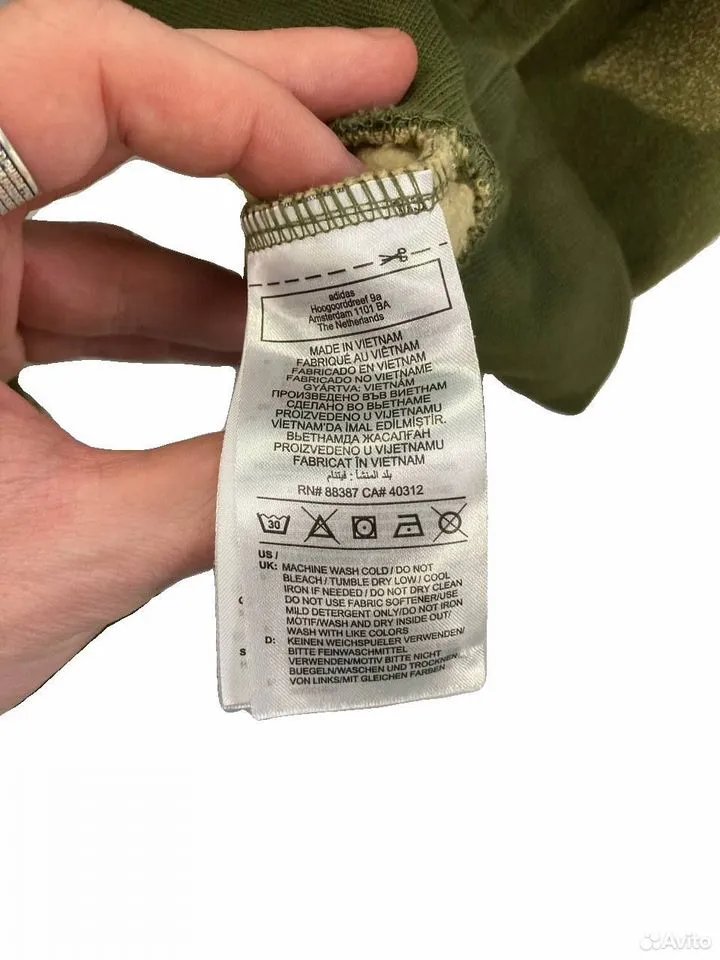 adidas
Hoogoorddreef 9a
Amsterdam 1101 BA
The Netherlands
MADE IN VIETNAM
FABRIQUÉ AU VIÊTNAM
FABRICADO EN VIETNAM
FABRICADO NO VIETNAME
GYÁRTVA: VIETNÁM
ПРОИЗВЕДЕНО ВЪВ ВИЕТНАМ
СДЕЛАНО ВО ВЬЕТНАМЕ
PROIZVEDENO U VIJETNAMU
VİETNAM'DA İMAL EDİLMİŞTİR.
ВЬЕТНАМДА ЖАСАЛҒАН
PROIZVEDENO U VIJETNAMU
FABRICAT ÎN VIETNAM
بلد المنشأ : فيتنام
RN# 88387 CA# 40312
30
US /
UK: MACHINE WASH COLD / DO NOT
BLEACH / TUMBLE DRY LOW / COOL
IRON IF NEEDED / DO NOT DRY CLEAN
DO NOT USE FABRIC SOFTENER/USE
MILD DETERGENT ONLY/DO NOT IRON
MOTIF/WASH AND DRY INSIDE OUT/
WASH WITH LIKE COLORS
D: KEINEN WEICHSPUELER VERWENDEN/
BITTE FEINWASCHMITTEL
VERWENDEN/MOTIV BITTE NICHT
BUEGELN/WASCHEN UND TROCKNEN
VON LINKS/MIT GLEICHEN FARBEN
Avito